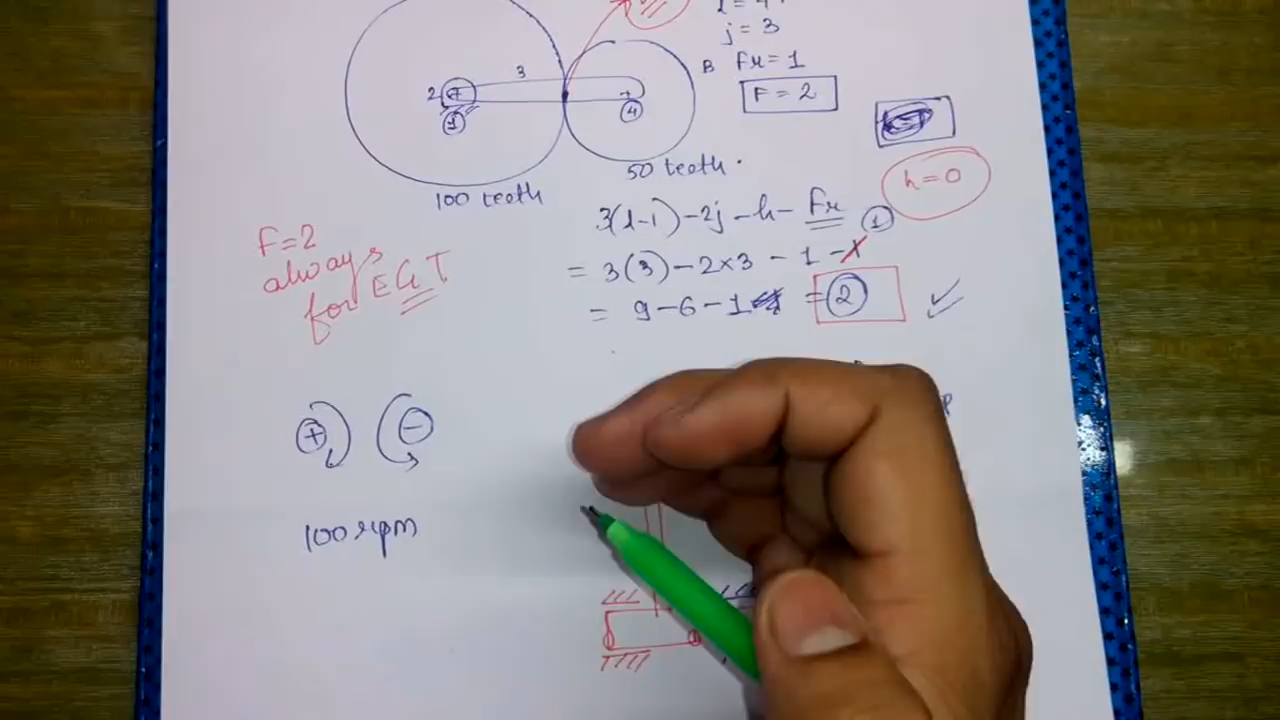 j = 3
B Fr = 1
F = 2
3
2 +
+
1
4
h = 0
50 teeth
100 teeth
3(l-1) - 2j - h - Fr
1
= 3(3) - 2×3 - 1 - 1
= 9 - 6 - 1 = 2
F = 2
always
for EGT
+ -
100 rpm